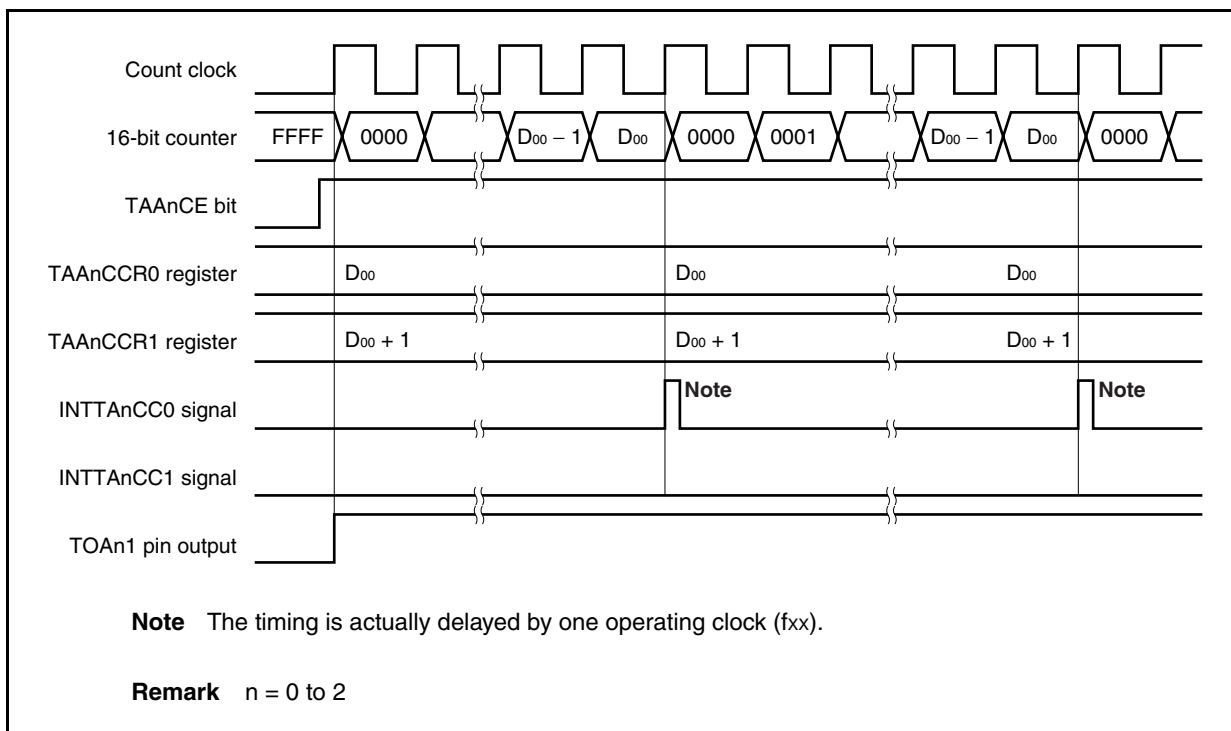 Count clock
16-bit counter FFFF 0000 D00 − 1 D00 0000 0001 D00 − 1 D00 0000
TAAnCE bit
TAAnCCR0 register D00 D00 D00
TAAnCCR1 register D00 + 1 D00 + 1 D00 + 1
INTTAnCC0 signal Note Note
INTTAnCC1 signal
TOAn1 pin output
Note The timing is actually delayed by one operating clock (fxx).
Remark n = 0 to 2